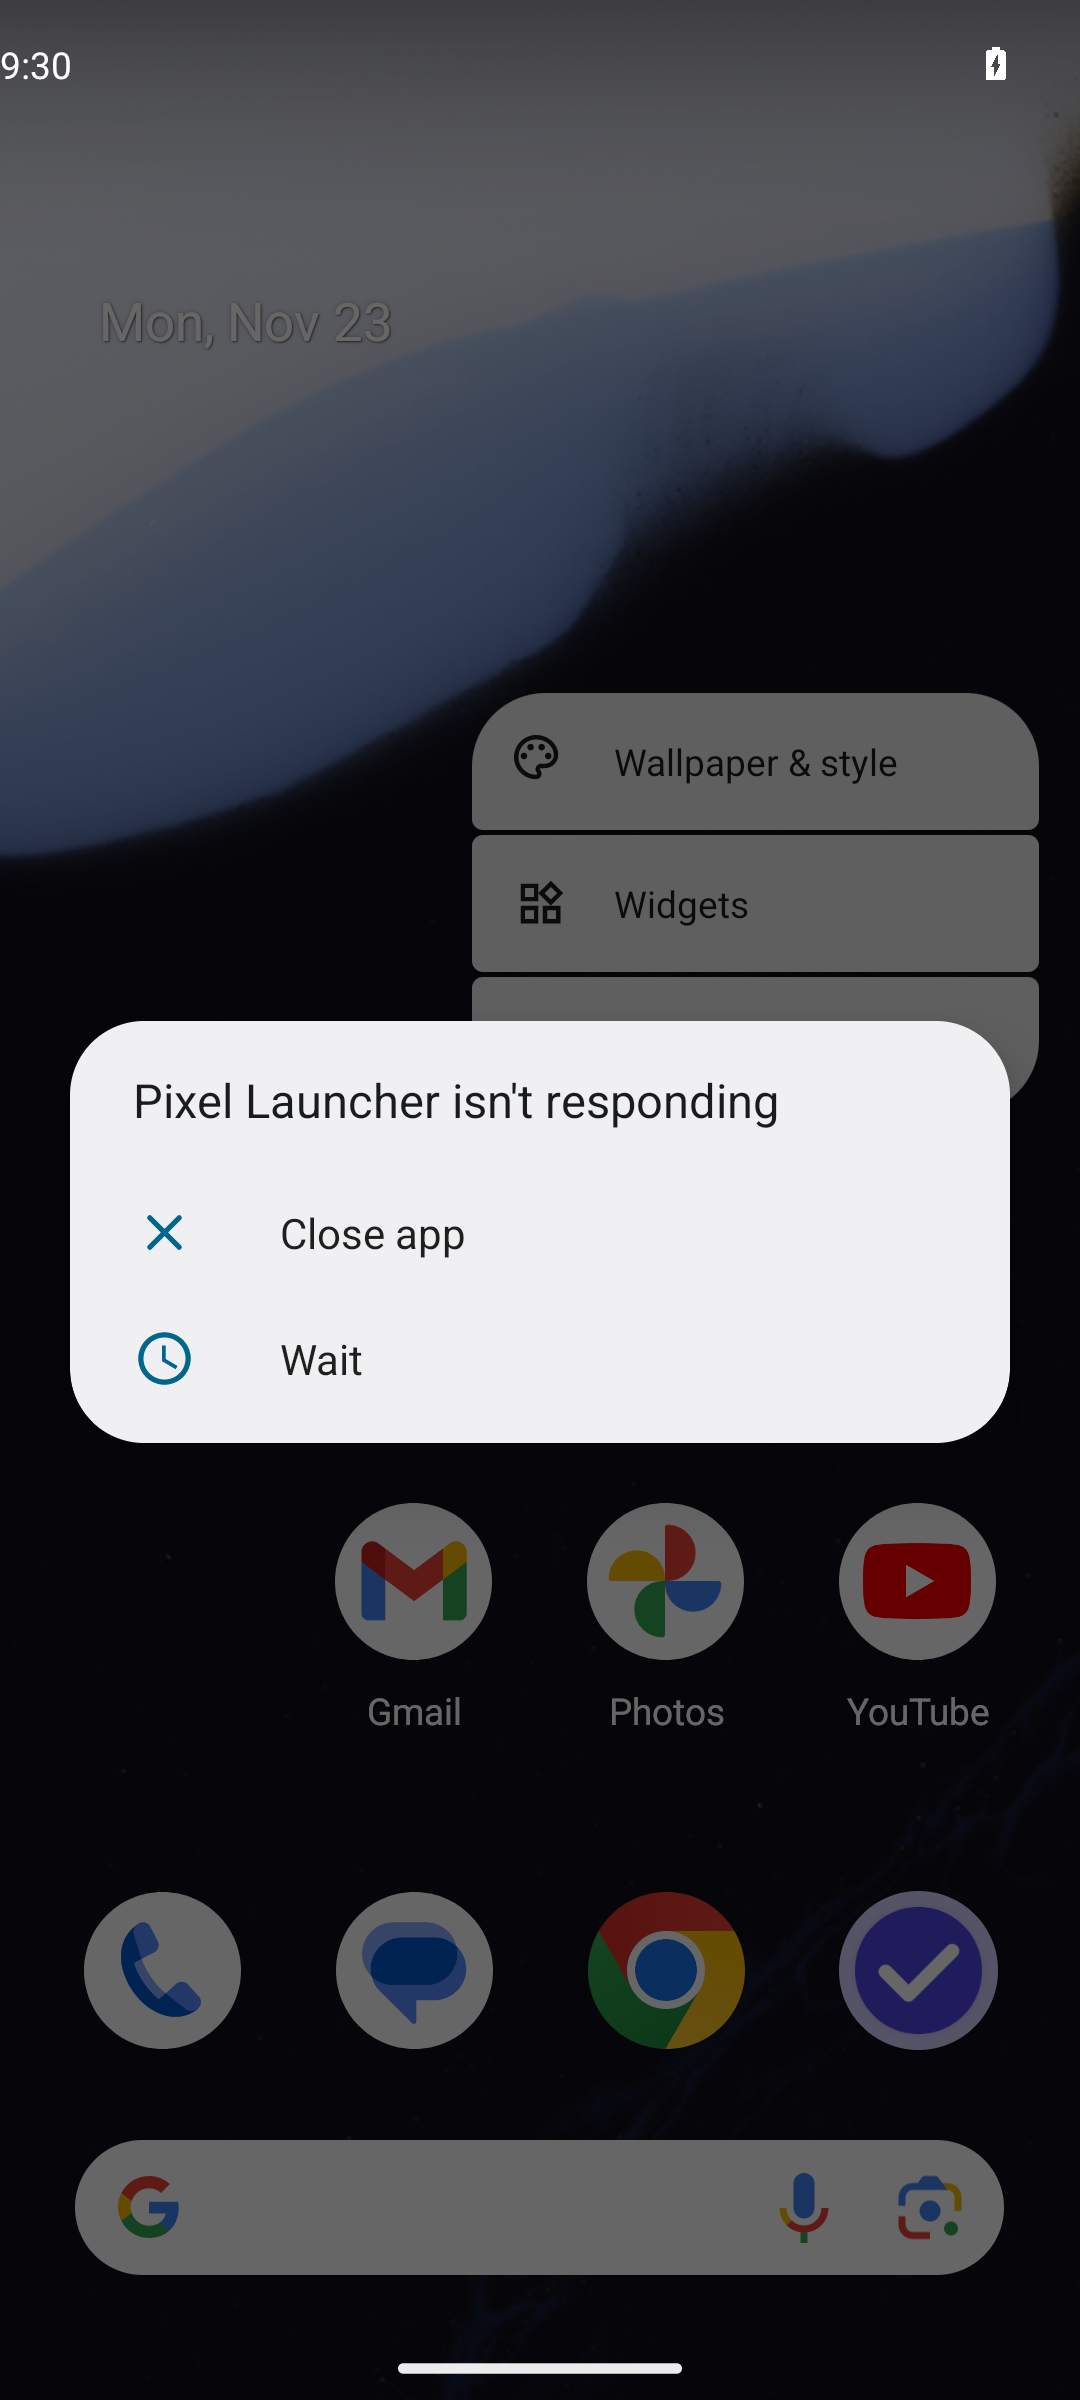 9:30
Mon, Nov 23
Wallpaper & style
Widgets
Pixel Launcher isn't responding
Close app
Wait
Gmail
Photos
YouTube